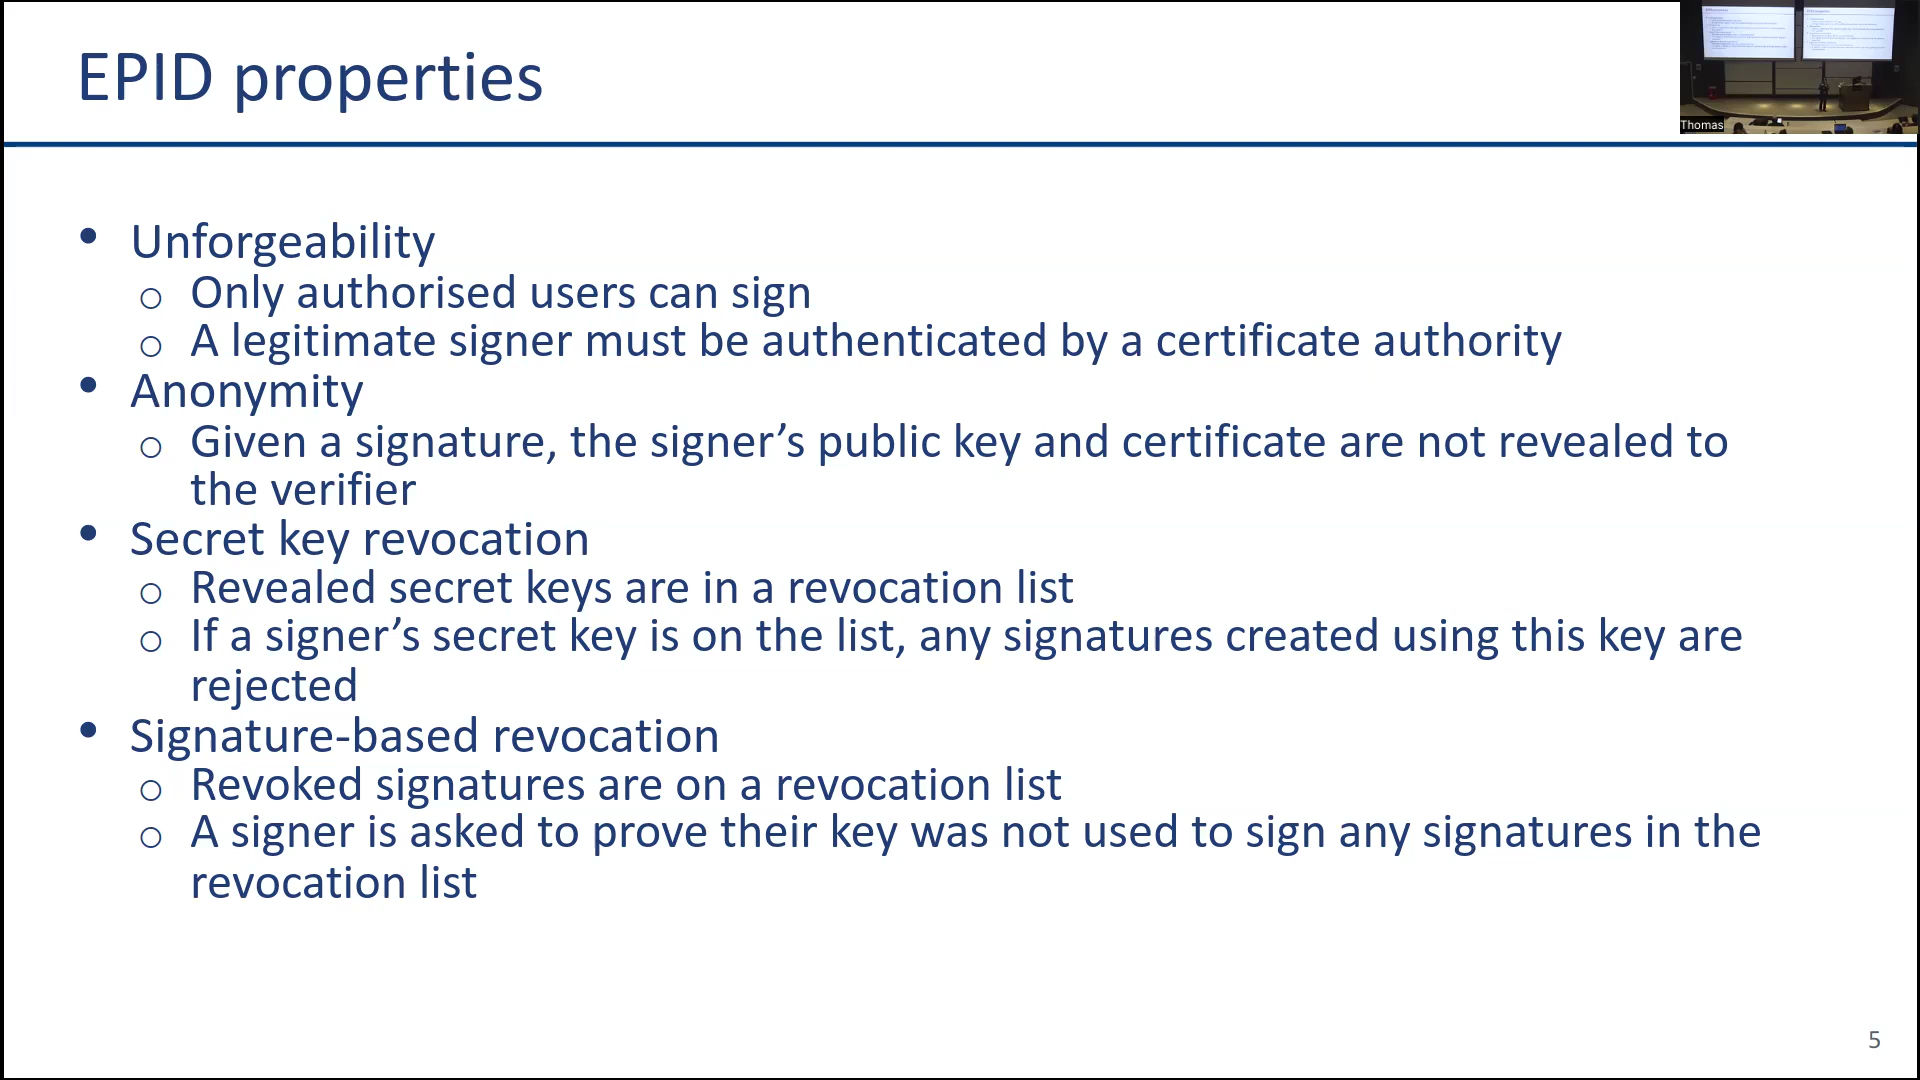 EPID properties
Thomas
• Unforgeability
o Only authorised users can sign
o A legitimate signer must be authenticated by a certificate authority
• Anonymity
o Given a signature, the signer’s public key and certificate are not revealed to
the verifier
• Secret key revocation
o Revealed secret keys are in a revocation list
o If a signer’s secret key is on the list, any signatures created using this key are
rejected
• Signature-based revocation
o Revoked signatures are on a revocation list
o A signer is asked to prove their key was not used to sign any signatures in the
revocation list
5